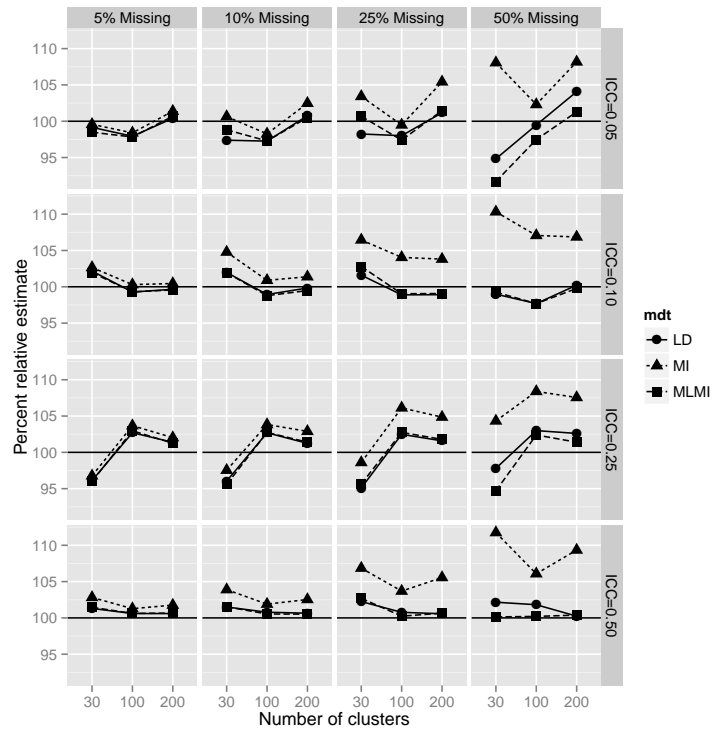 5% Missing 10% Missing 25% Missing 50% Missing
110
105
100
95
ICC=0.05
110
105
100
95
ICC=0.10
110
105
100
95
ICC=0.25
110
105
100
95
ICC=0.50
Percent relative estimate
30 100 200 30 100 200 30 100 200 30 100 200
Number of clusters
mdt
LD
MI
MLMI